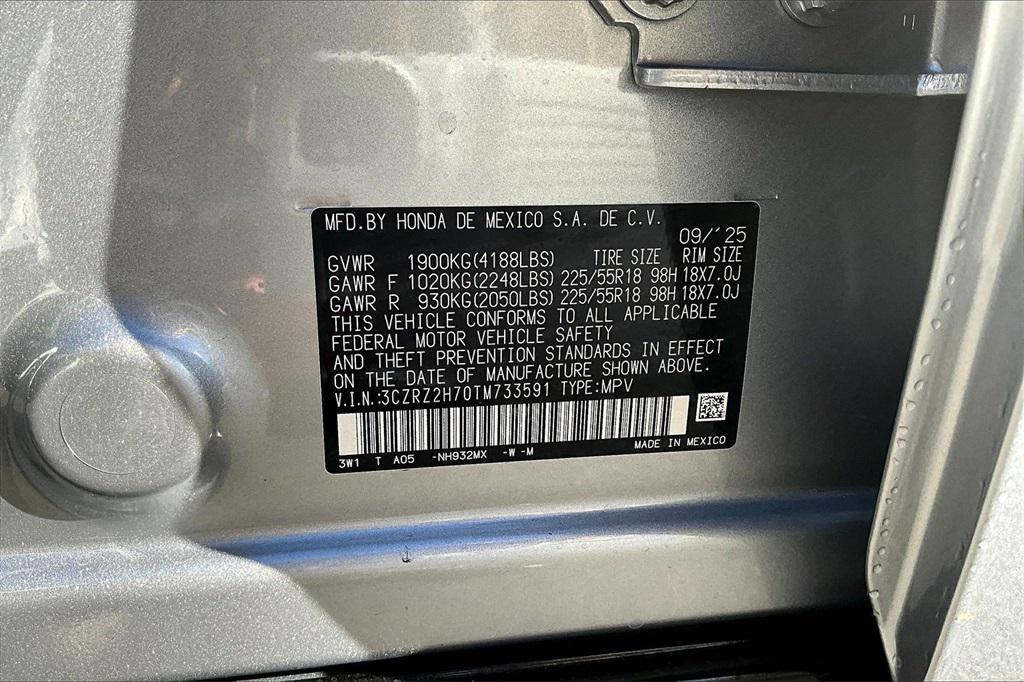 MFD.BY HONDA DE MEXICO S.A. DE C.V.
09/'25
GVWR 1900KG(4188LBS) TIRE SIZE RIM SIZE
GAWR F 1020KG(2248LBS) 225/55R18 98H 18X7.0J
GAWR R 930KG(2050LBS) 225/55R18 98H 18X7.0J
THIS VEHICLE CONFORMS TO ALL APPLICABLE
FEDERAL MOTOR VEHICLE SAFETY
AND THEFT PREVENTION STANDARDS IN EFFECT
ON THE DATE OF MANUFACTURE SHOWN ABOVE.
V.I.N.:3CZRZ2H70TM733591 TYPE:MPV
3W1 T A05 -NH932MX -W -M MADE IN MEXICO